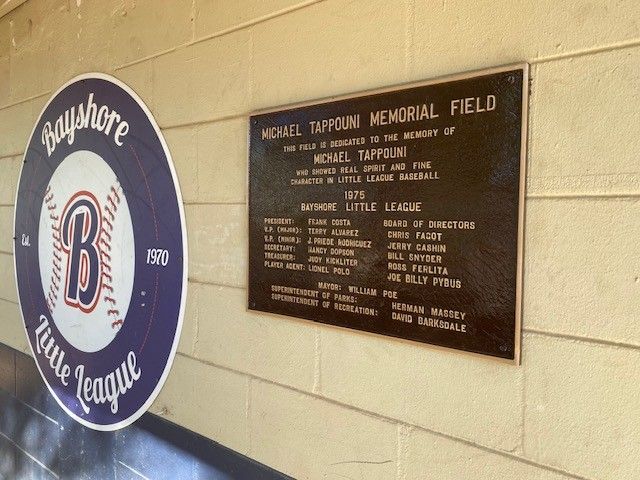 Bayshore
Est.
B
1970
Little League
MICHAEL TAPPOUNI MEMORIAL FIELD
THIS FIELD IS DEDICATED TO THE MEMORY OF
MICHAEL TAPPOUNI
WHO SHOWED REAL SPIRIT AND FINE
CHARACTER IN LITTLE LEAGUE BASEBALL
1975
BAYSHORE LITTLE LEAGUE
PRESIDENT: FRANK COSTA
V.P. (MAJOR): TERRY ALVAREZ
V.P. (MINOR): J. PRIEDE RODRIGUEZ
SECRETARY: NANCY DOPSON
TREASURER: JUDY KICKLITER
PLAYER AGENT: LIONEL POLO
BOARD OF DIRECTORS
CHRIS FAGOT
JERRY CASHIN
BILL SNYDER
ROSS FERLITA
JOE BILLY PYBUS
MAYOR: WILLIAM POE
SUPERINTENDENT OF PARKS: HERMAN MASSEY
SUPERINTENDENT OF RECREATION: DAVID BARKSDALE